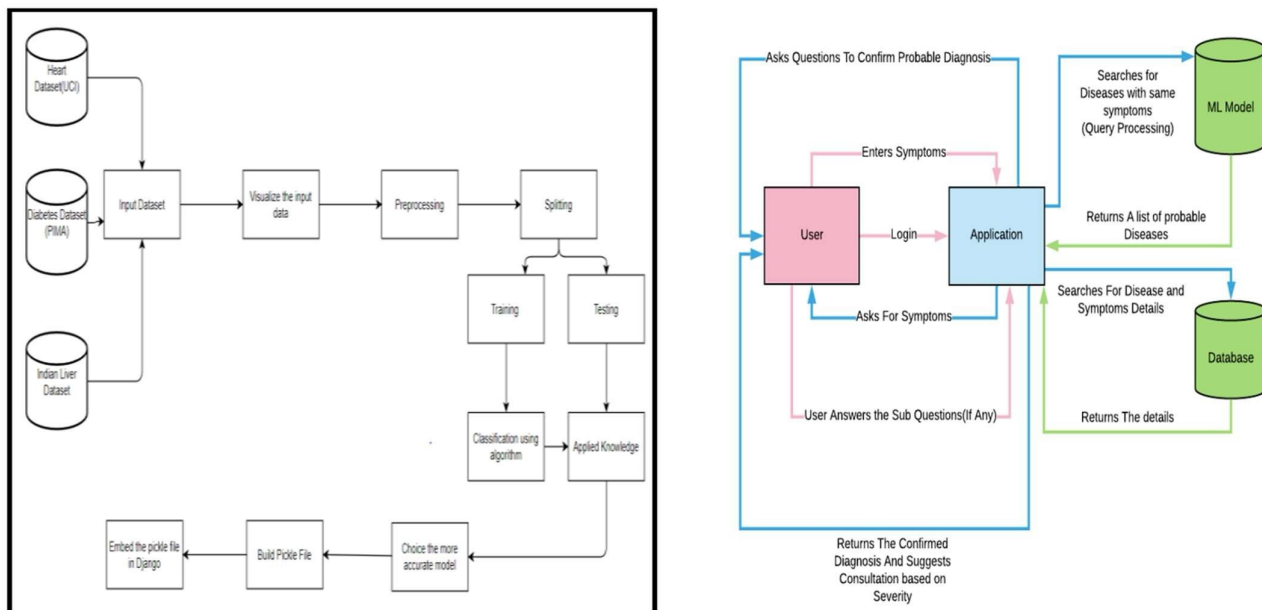 Heart
Dataset(UCI)
Diabetes Dataset
(PIMA)
Indian Liver
Dataset
Input Dataset
Visualize the input
data
Preprocessing
Splitting
Training
Testing
Classification using
algorithm
Applied Knowledge
Choice the more
accurate model
Build Pickle File
Embed the pickle file
in Django
Asks Questions To Confirm Probable Diagnosis
Searches for
Diseases with same
symptoms
(Query Processing)
ML Model
Enters Symptoms
Returns A list of probable
Diseases
User
Login
Application
Searches For Disease and
Symptoms Details
Asks For Symptoms
Database
User Answers the Sub Questions(If Any)
Returns The details
Returns The Confirmed
Diagnosis And Suggests
Consultation based on
Severity